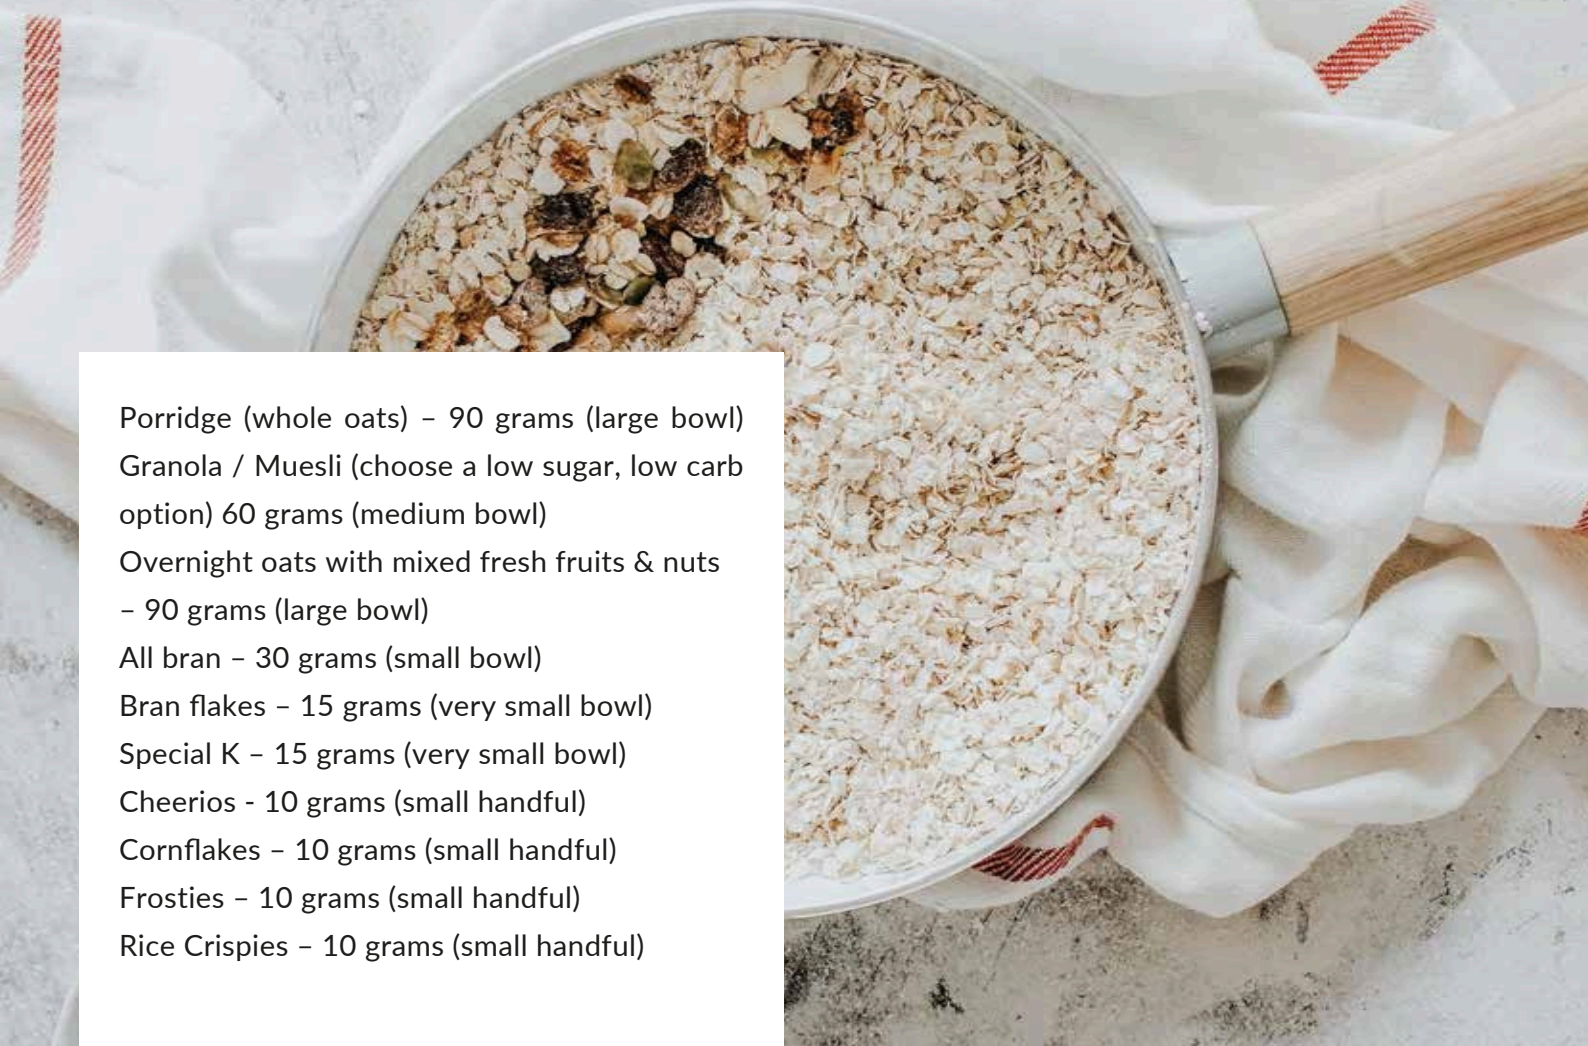 Porridge (whole oats) – 90 grams (large bowl)
Granola / Muesli (choose a low sugar, low carb
option) 60 grams (medium bowl)
Overnight oats with mixed fresh fruits & nuts
– 90 grams (large bowl)
All bran – 30 grams (small bowl)
Bran flakes – 15 grams (very small bowl)
Special K – 15 grams (very small bowl)
Cheerios - 10 grams (small handful)
Cornflakes – 10 grams (small handful)
Frosties – 10 grams (small handful)
Rice Crispies – 10 grams (small handful)